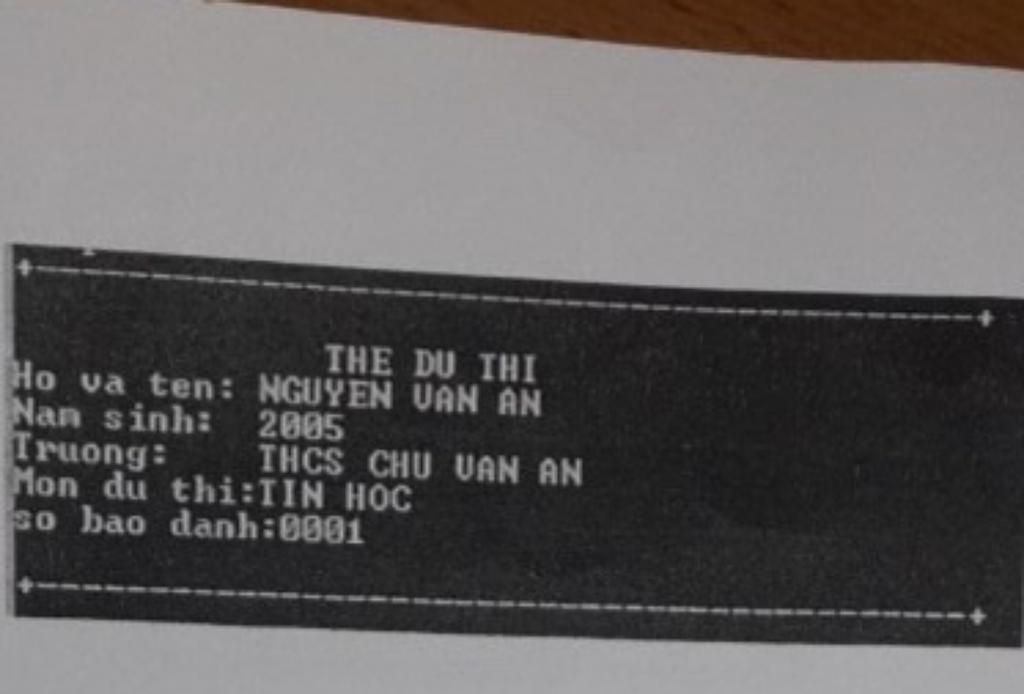 +------------------------------------------------------------+
THE DU THI
Ho va ten: NGUYEN VAN AN
Nam sinh: 2005
Truong: THCS CHU VAN AN
Mon du thi:TIN HOC
so bao danh:0001
+------------------------------------------------------------+